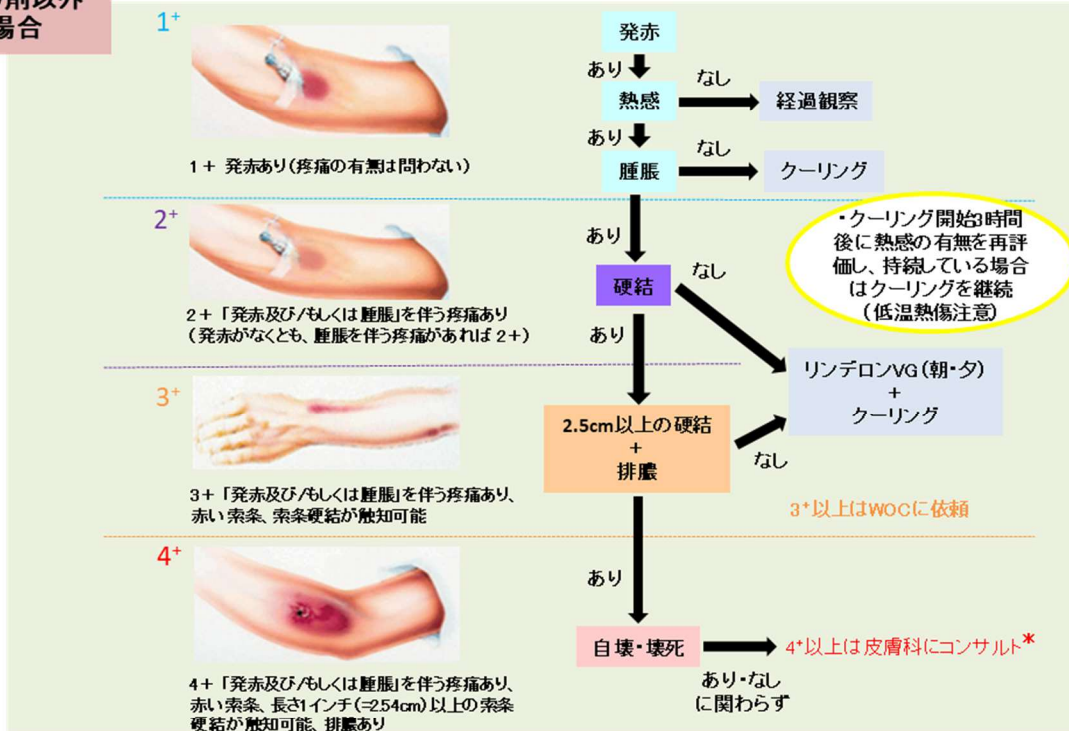 場合
1+
1+ 発赤あり(疼痛の有無は問わない)
発赤
あり
熱感
なし
経過観察
あり
腫脹
なし
クーリング
2+
2+「発赤及び/もしくは腫脹」を伴う疼痛あり
(発赤がなくとも、腫脹を伴う疼痛があれば2+)
あり
硬結
なし
・クーリング開始3時間
後に熱感の有無を再評
価し、持続している場合
はクーリングを継続
(低温熱傷注意)
あり
リンデロンVG(朝・夕)
+
クーリング
3+
3+「発赤及び/もしくは腫脹」を伴う疼痛あり、
赤い索条、索条硬結が触知可能
2.5cm以上の硬結
+
排膿
なし
3+以上はWOCに依頼
4+
4+「発赤及び/もしくは腫脹」を伴う疼痛あり、
赤い索条、長さ1インチ(=2.54cm)以上の索条
硬結が触知可能、排膿あり
あり
自壊・壊死
あり・なし
に関わらず
4+以上は皮膚科にコンサルト*